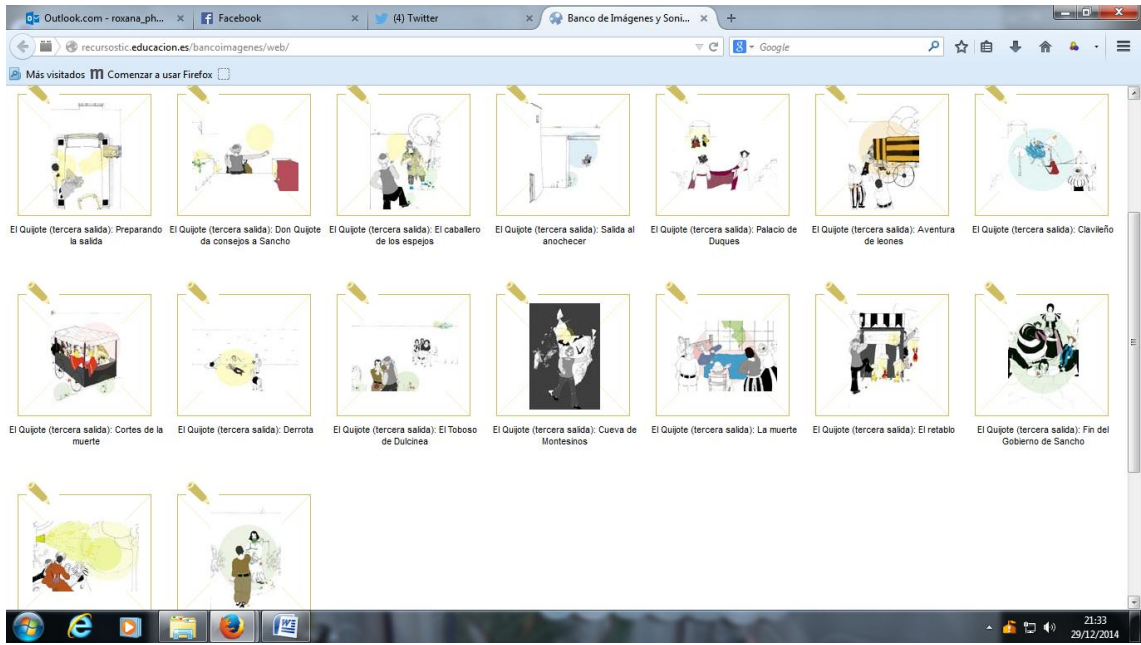 Outlook.com - roxana_ph...
Facebook
(4) Twitter
Banco de Imágenes y Soni...
recursostic.educacion.es/bancoimagenes/web/
Google
Más visitados
Comenzar a usar Firefox
El Quijote (tercera salida): Preparando
la salida
El Quijote (tercera salida): Don Quijote
da consejos a Sancho
El Quijote (tercera salida): El caballero
de los espejos
El Quijote (tercera salida): Salida al
anochecer
El Quijote (tercera salida): Palacio de
Duques
El Quijote (tercera salida): Aventura
de leones
El Quijote (tercera salida): Clavileño
El Quijote (tercera salida): Cortes de la
muerte
El Quijote (tercera salida): Derrota
El Quijote (tercera salida): El Toboso
de Dulcinea
El Quijote (tercera salida): Cueva de
Montesinos
El Quijote (tercera salida): La muerte
El Quijote (tercera salida): El retablo
El Quijote (tercera salida): Fin del
Gobierno de Sancho
21:33
29/12/2014